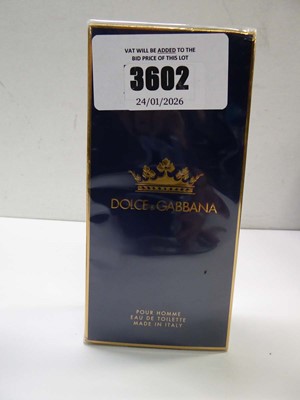 VAT WILL BE ADDED TO THE
BID PRICE OF THIS LOT
3602
24/01/2026
DOLCE & GABBANA
POUR HOMME
EAU DE TOILETTE
MADE IN ITALY